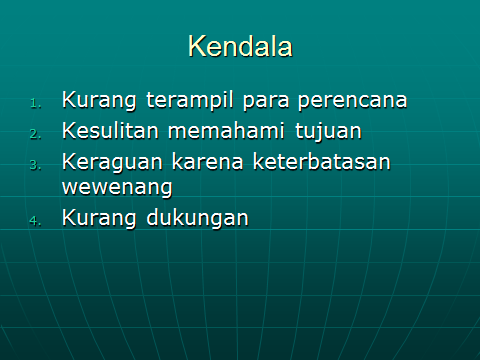 Kendala
1. Kurang terampil para perencana
2. Kesulitan memahami tujuan
3. Keraguan karena keterbatasan
wewenang
4. Kurang dukungan